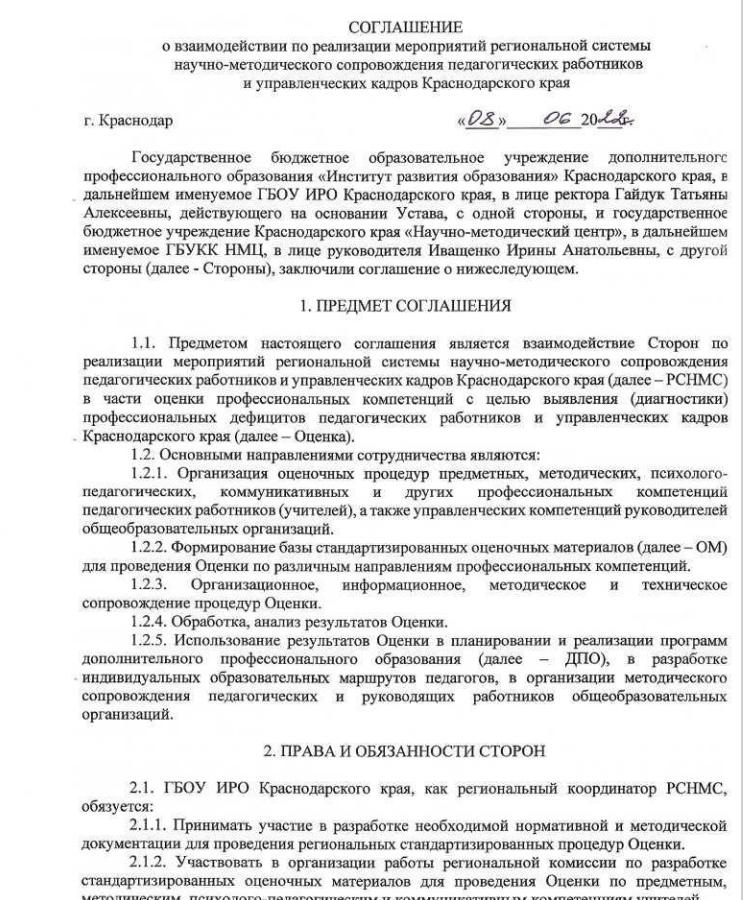 СОГЛАШЕНИЕ
о взаимодействии по реализации мероприятий региональной системы
научно-методического сопровождения педагогических работников
и управленческих кадров Краснодарского края
г. Краснодар «08» 06 2022г.
Государственное бюджетное образовательное учреждение дополнительного
профессионального образования «Институт развития образования» Краснодарского края, в
дальнейшем именуемое ГБОУ ИРО Краснодарского края, в лице ректора Гайдук Татьяны
Алексеевны, действующего на основании Устава, с одной стороны, и государственное
бюджетное учреждение Краснодарского края «Научно-методический центр», в дальнейшем
именуемое ГБУКК НМЦ, в лице руководителя Иващенко Ирины Анатольевны, с другой
стороны (далее - Стороны), заключили соглашение о нижеследующем.
1. ПРЕДМЕТ СОГЛАШЕНИЯ
1.1. Предметом настоящего соглашения является взаимодействие Сторон по
реализации мероприятий региональной системы научно-методического сопровождения
педагогических работников и управленческих кадров Краснодарского края (далее – РСНМС)
в части оценки профессиональных компетенций с целью выявления (диагностики)
профессиональных дефицитов педагогических работников и управленческих кадров
Краснодарского края (далее – Оценка).
1.2. Основными направлениями сотрудничества являются:
1.2.1. Организация оценочных процедур предметных, методических, психолого-
педагогических, коммуникативных и других профессиональных компетенций
педагогических работников (учителей), а также управленческих компетенций руководителей
общеобразовательных организаций.
1.2.2. Формирование базы стандартизированных оценочных материалов (далее – ОМ)
для проведения Оценки по различным направлениям профессиональных компетенций.
1.2.3. Организационное, информационное, методическое и техническое
сопровождение процедур Оценки.
1.2.4. Обработка, анализ результатов Оценки.
1.2.5. Использование результатов Оценки в планировании и реализации программ
дополнительного профессионального образования (далее – ДПО), в разработке
индивидуальных образовательных маршрутов педагогов, в организации методического
сопровождения педагогических и руководящих работников общеобразовательных
организаций.
2. ПРАВА И ОБЯЗАННОСТИ СТОРОН
2.1. ГБОУ ИРО Краснодарского края, как региональный координатор РСНМС,
обязуется:
2.1.1. Принимать участие в разработке необходимой нормативной и методической
документации для проведения региональных стандартизированных процедур Оценки.
2.1.2. Участвовать в организации работы региональной комиссии по разработке
стандартизированных оценочных материалов для проведения Оценки по предметным,
методическим, психолого-педагогическим и коммуникативным компетенциям учителей